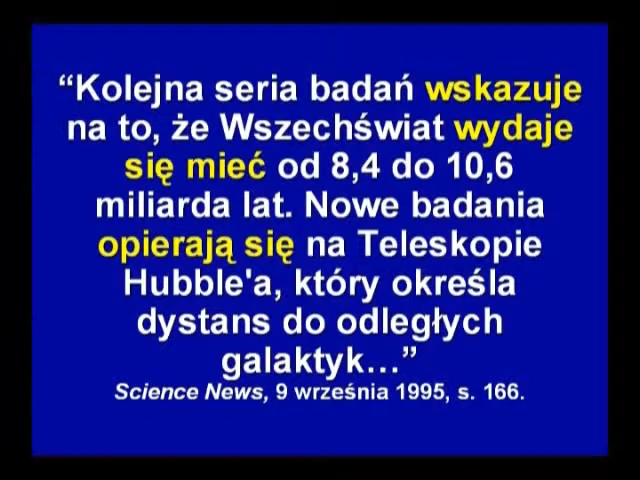 “Kolejna seria badań wskazuje
na to, że Wszechświat wydaje
się mieć od 8,4 do 10,6
miliarda lat. Nowe badania
opierają się na Teleskopie
Hubble'a, który określa
dystans do odległych
galaktyk…”
Science News, 9 września 1995, s. 166.